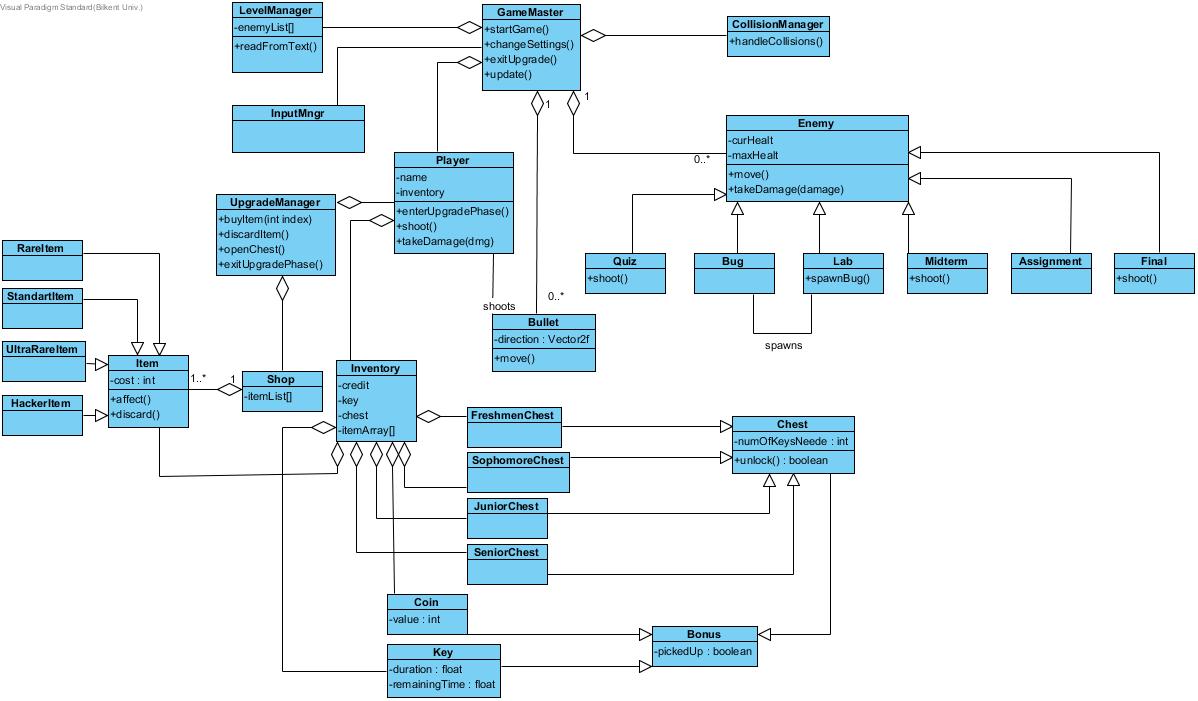 Visual Paradigm Standard(Bilkent Univ.)
LevelManager
-enemyList[]
+readFromText()
GameMaster
+startGame()
+changeSettings()
+exitUpgrade()
+update()
CollisionManager
+handleCollisions()
InputMngr
1
1
0..*
Enemy
-curHealt
-maxHealt
+move()
+takeDamage(damage)
Player
-name
-inventory
+enterUpgradePhase()
+shoot()
+takeDamage(dmg)
UpgradeManager
+buyItem(int index)
+discardItem()
+openChest()
+exitUpgradePhase()
Quiz
+shoot()
Bug
Lab
+spawnBug()
Midterm
+shoot()
Assignment
Final
+shoot()
spawns
RareItem
StandartItem
UltraRareItem
HackerItem
shoots
0..*
Bullet
-direction : Vector2f
+move()
Item
-cost : int
+affect()
+discard()
1..*
1
Shop
-itemList[]
Inventory
-credit
-key
-chest
-itemArray[]
FreshmenChest
SophomoreChest
JuniorChest
SeniorChest
Chest
-numOfKeysNeede : int
+unlock() : boolean
Coin
-value : int
Key
-duration : float
-remainingTime : float
Bonus
-pickedUp : boolean